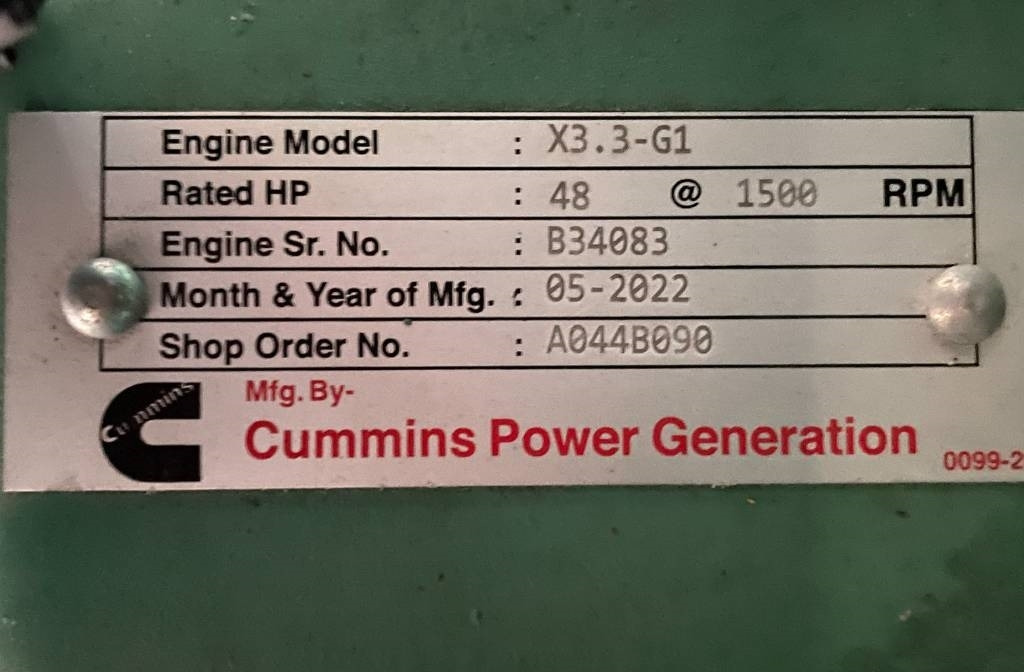 Engine Model : X3.3-G1
Rated HP : 48 @ 1500 RPM
Engine Sr. No. : B34083
Month & Year of Mfg. : 05-2022
Shop Order No. : A044B090
Cummins
Mfg. By-
Cummins Power Generation
0099-2